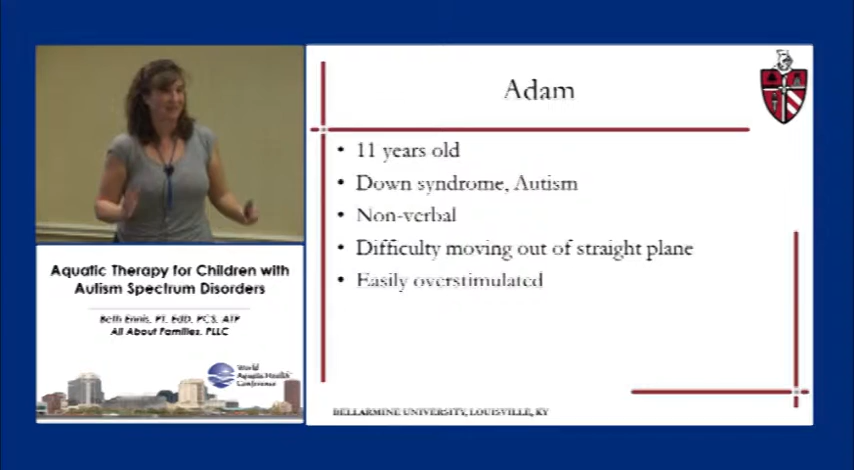 Adam
• 11 years old
• Down syndrome, Autism
• Non-verbal
• Difficulty moving out of straight plane
• Easily overstimulated
BELLARMINE UNIVERSITY, LOUISVILLE, KY
Aquatic Therapy for Children with
Autism Spectrum Disorders
Beth Ennis, PT, EdD, PCS, ATP
All About Families, PLLC
World
Aquatic Health
Conference